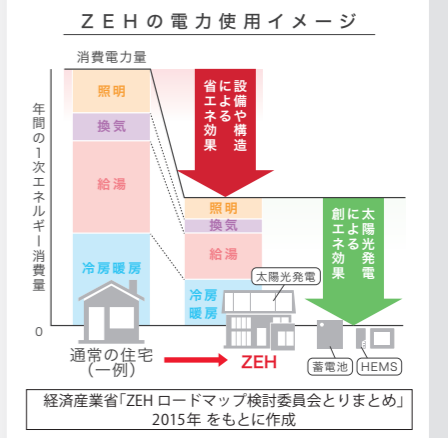 ZEHの電力使用イメージ
消費電力量
年間の1次エネルギー消費量
0
照明
換気
給湯
冷房暖房
設備や構造
による
省エネ効果
照明
換気
給湯
冷房
暖房
太陽光発電
による
創エネ効果
太陽光発電
通常の住宅
(一例)
ZEH
蓄電池
HEMS
経済産業省「ZEH ロードマップ検討委員会とりまとめ」
2015年 をもとに作成